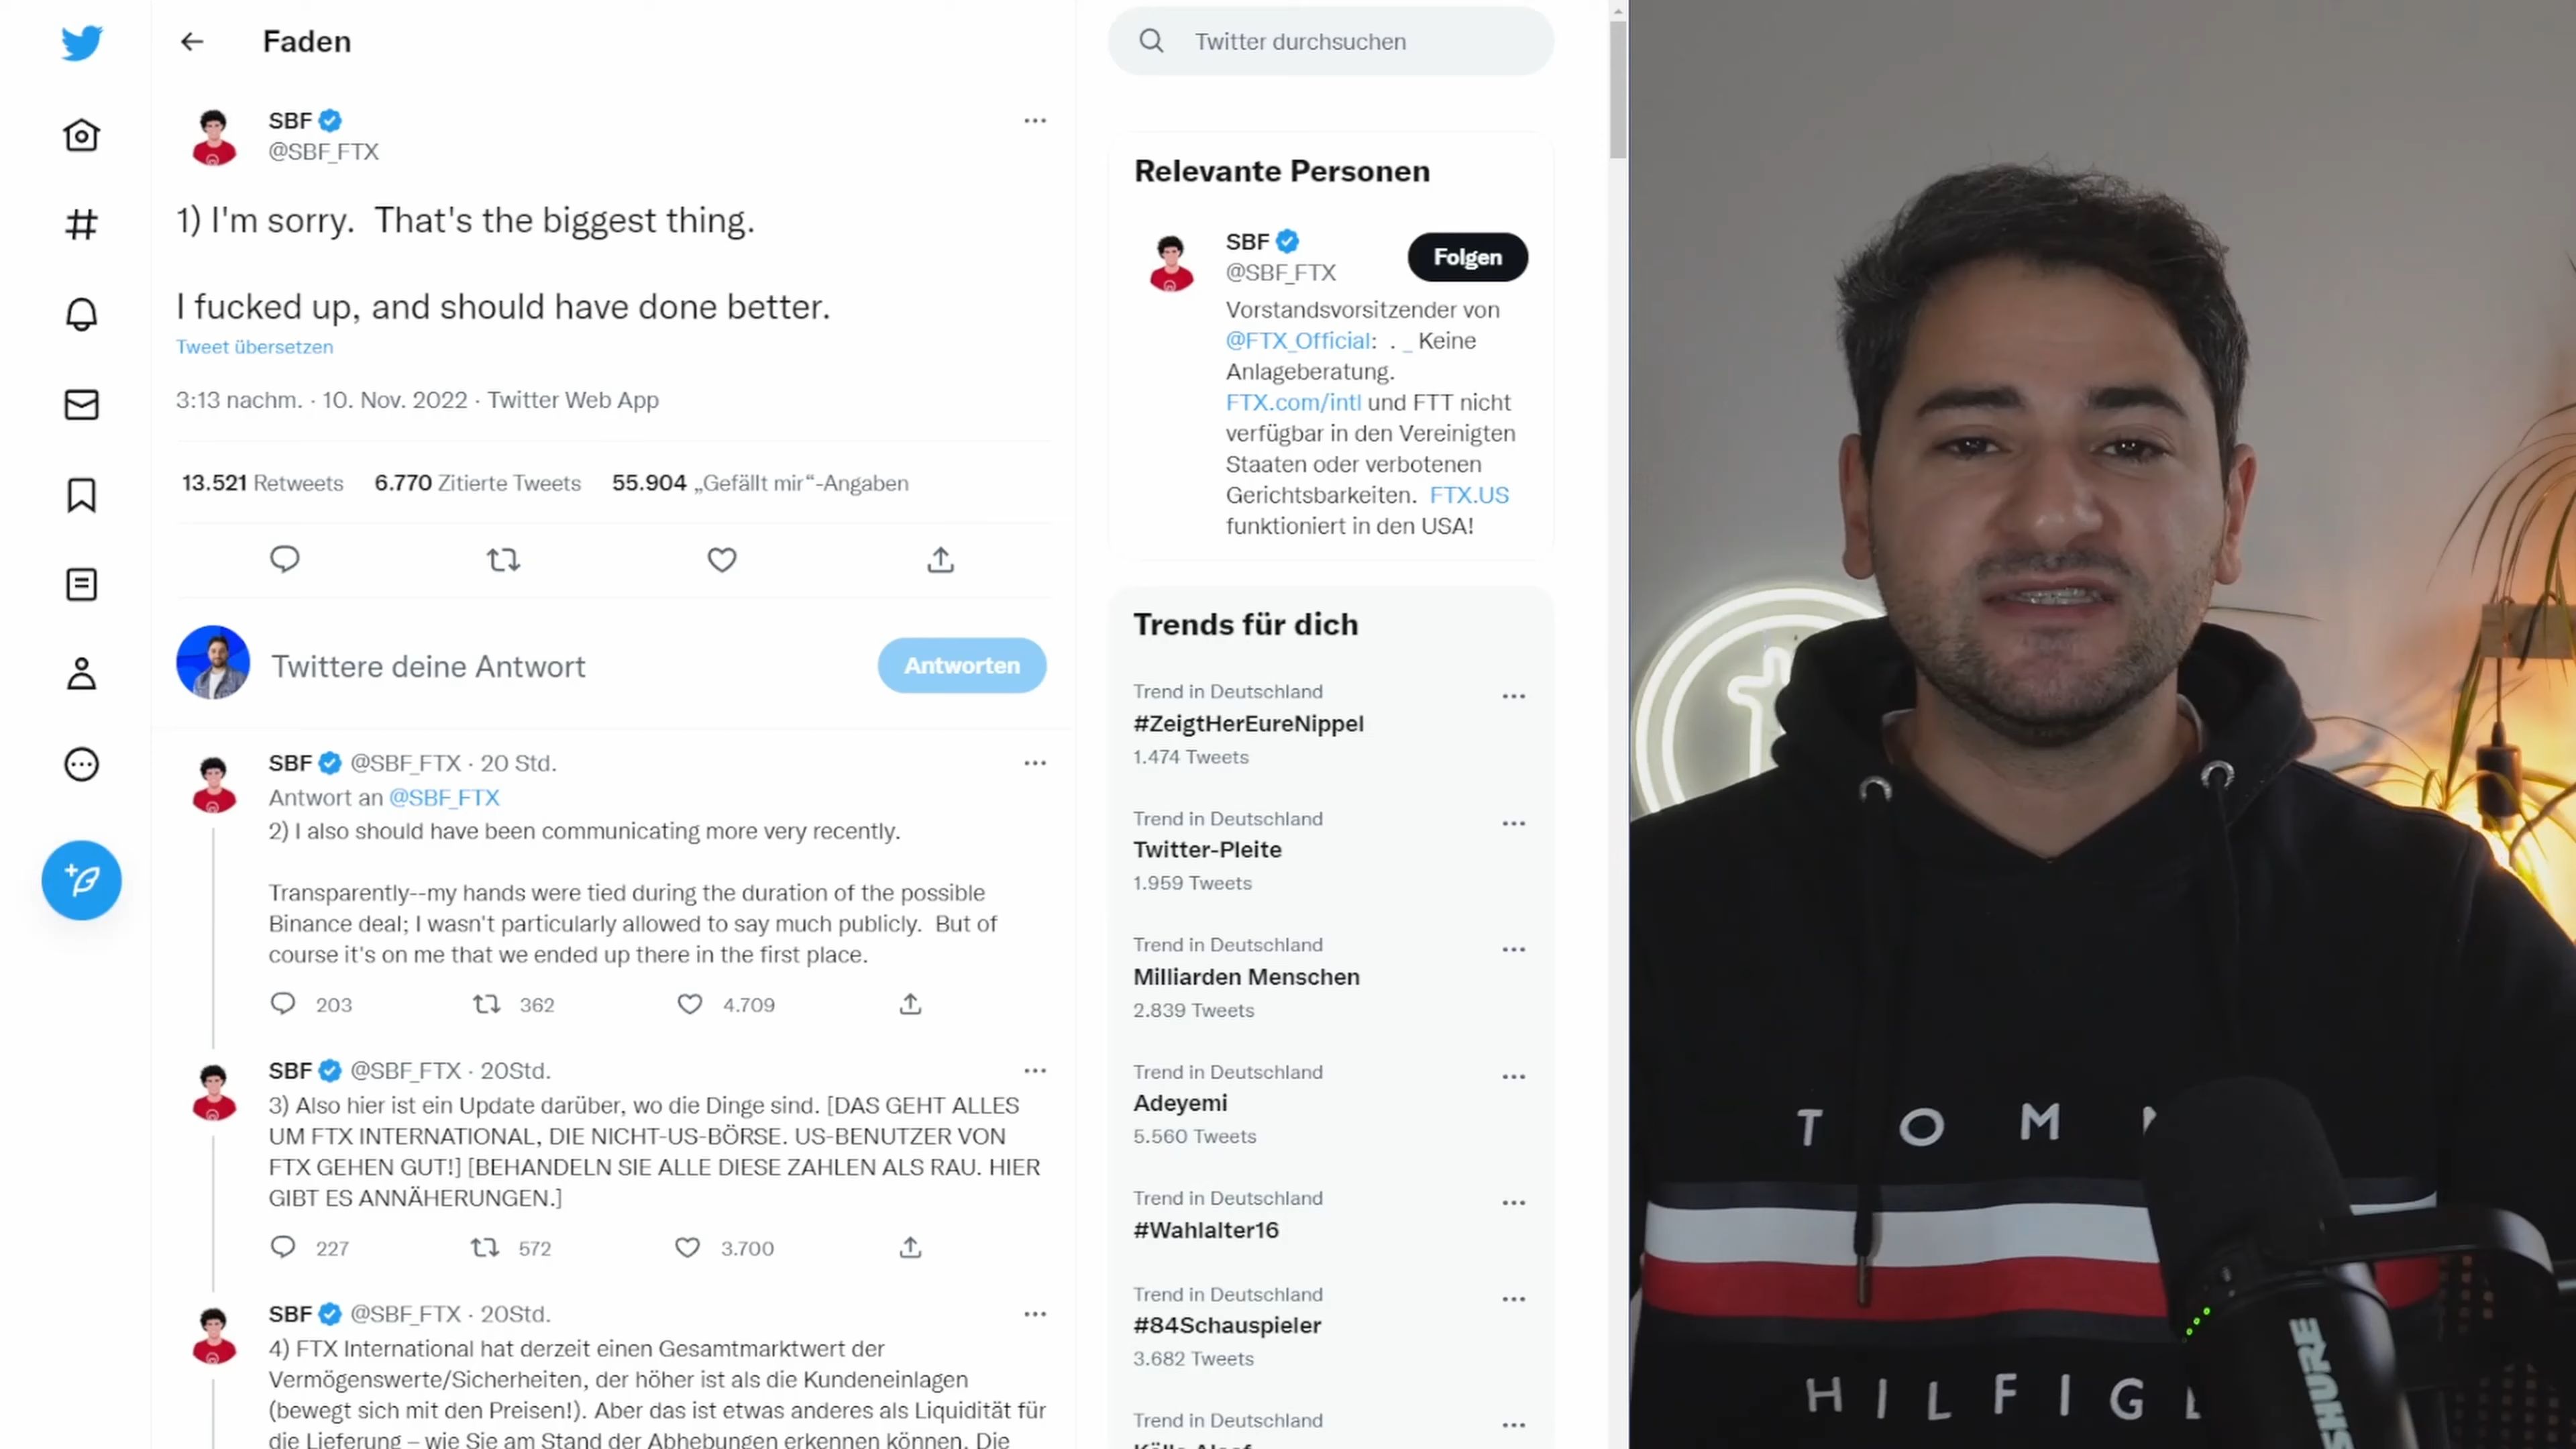 Faden
SBF
@SBF_FTX
1) I'm sorry.  That's the biggest thing.
I fucked up, and should have done better.
Tweet übersetzen
3:13 nachm. · 10. Nov. 2022 · Twitter Web App
13.521 Retweets 6.770 Zitierte Tweets 55.904 „Gefällt mir“-Angaben
Twittere deine Antwort
Antworten
SBF @SBF_FTX · 20 Std.
Antwort an @SBF_FTX
2) I also should have been communicating more very recently.
Transparently--my hands were tied during the duration of the possible
Binance deal; I wasn't particularly allowed to say much publicly.  But of
course it's on me that we ended up there in the first place.
203 362 4.709
SBF @SBF_FTX · 20Std.
3) Also hier ist ein Update darüber, wo die Dinge sind. [DAS GEHT ALLES
UM FTX INTERNATIONAL, DIE NICHT-US-BÖRSE. US-BENUTZER VON
FTX GEHEN GUT!] [BEHANDELN SIE ALLE DIESE ZAHLEN ALS RAU. HIER
GIBT ES ANNÄHERUNGEN.]
227 572 3.700
SBF @SBF_FTX · 20Std.
4) FTX International hat derzeit einen Gesamtmarktwert der
Vermögenswerte/Sicherheiten, der höher ist als die Kundeneinlagen
(bewegt sich mit den Preisen!). Aber das ist etwas anderes als Liquidität für
die Lieferung – wie Sie am Stand der Abhebungen erkennen können. Die
Twitter durchsuchen
Relevante Personen
SBF
@SBF_FTX
Folgen
Vorstandsvorsitzender von
@FTX_Official:  . _ Keine
Anlageberatung.
FTX.com/intl und FTT nicht
verfügbar in den Vereinigten
Staaten oder verbotenen
Gerichtsbarkeiten.  FTX.US
funktioniert in den USA!
Trends für dich
Trend in Deutschland
#ZeigtHerEureNippel
1.474 Tweets
Trend in Deutschland
Twitter-Pleite
1.959 Tweets
Trend in Deutschland
Milliarden Menschen
2.839 Tweets
Trend in Deutschland
Adeyemi
5.560 Tweets
Trend in Deutschland
#Wahlalter16
Trend in Deutschland
#84Schauspieler
3.682 Tweets
Trend in Deutschland
TOM
HILFIG
SHURE